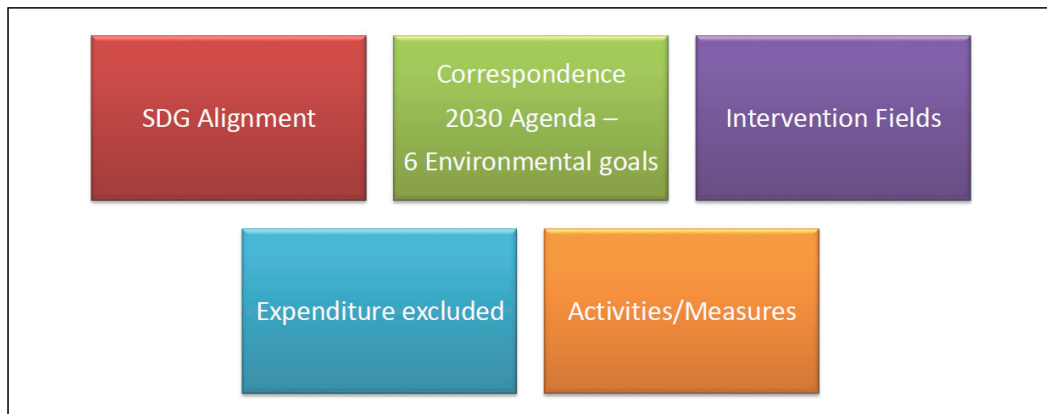 SDG Alignment
Correspondence
2030 Agenda –
6 Environmental goals
Intervention Fields
Expenditure excluded
Activities/Measures